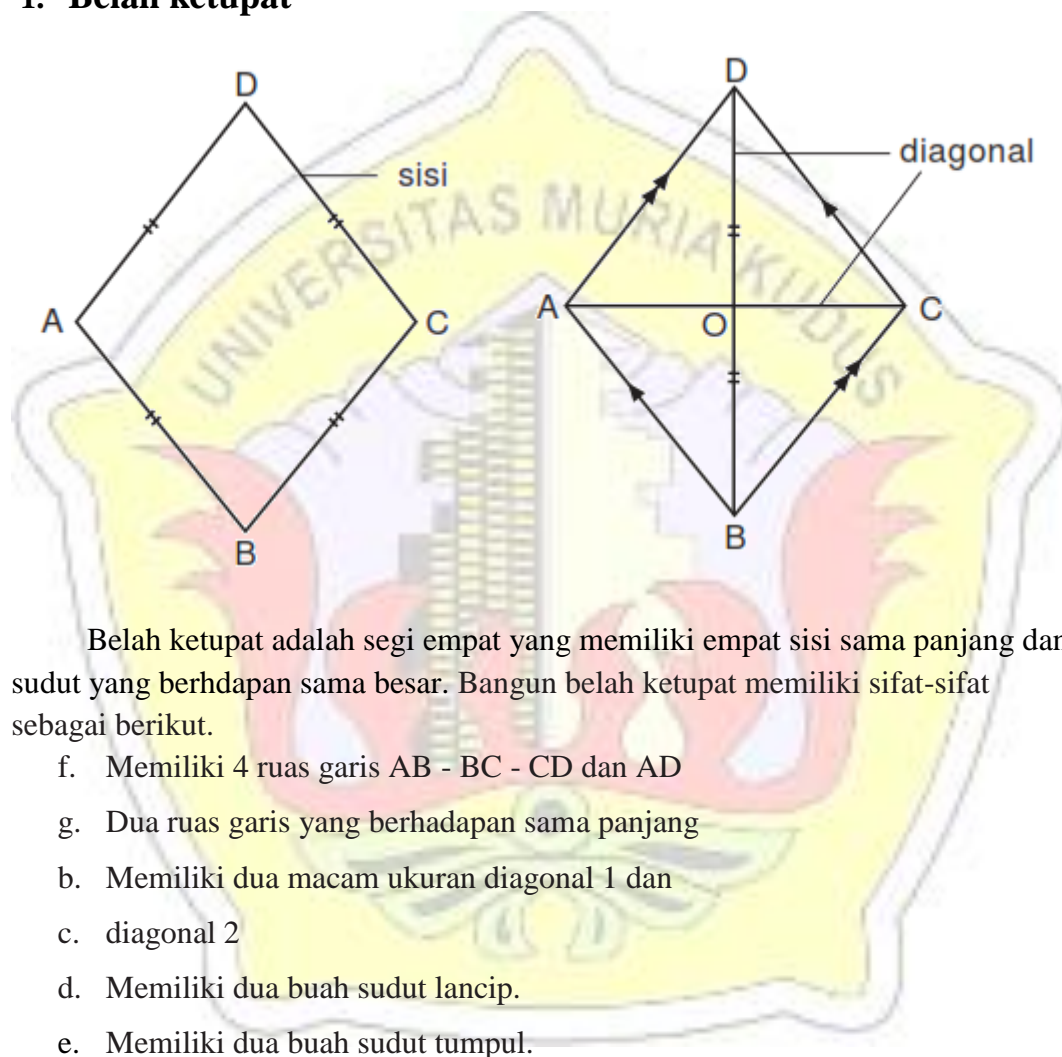 Belah ketupat
D
D
sisi
diagonal
A
C
A
O
C
B
B
UNIVERSITAS MURIA KUDUS
Belah ketupat adalah segi empat yang memiliki empat sisi sama panjang dan
sudut yang berhdapan sama besar. Bangun belah ketupat memiliki sifat-sifat
sebagai berikut.
f. Memiliki 4 ruas garis AB - BC - CD dan AD
g. Dua ruas garis yang berhadapan sama panjang
b. Memiliki dua macam ukuran diagonal 1 dan
c. diagonal 2
d. Memiliki dua buah sudut lancip.
e. Memiliki dua buah sudut tumpul.